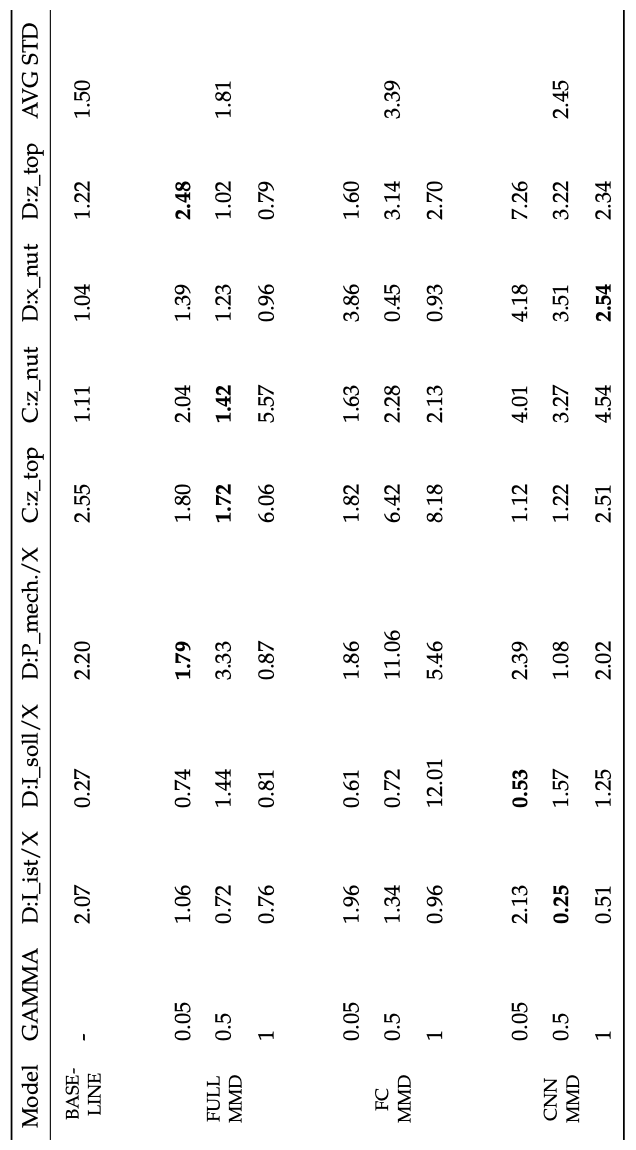 Model GAMMA D:I_ist/X D:I_soll/X D:P_mech./X C:z_top C:z_nut D:x_nut D:z_top AVG STD
BASE-
LINE - 2.07 0.27 2.20 2.55 1.11 1.04 1.22 1.50
0.05 1.06 0.74 1.79 1.80 2.04 1.39 2.48
FULL
MMD 0.5 0.72 1.44 3.33 1.72 1.42 1.23 1.02 1.81
1 0.76 0.81 0.87 6.06 5.57 0.96 0.79
0.05 1.96 0.61 1.86 1.82 1.63 3.86 1.60
FC
MMD 0.5 1.34 0.72 11.06 6.42 2.28 0.45 3.14 3.39
1 0.96 12.01 5.46 8.18 2.13 0.93 2.70
0.05 2.13 0.53 2.39 1.12 4.01 4.18 7.26
CNN
MMD 0.5 0.25 1.57 1.08 1.22 3.27 3.51 3.22 2.45
1 0.51 1.25 2.02 2.51 4.54 2.54 2.34